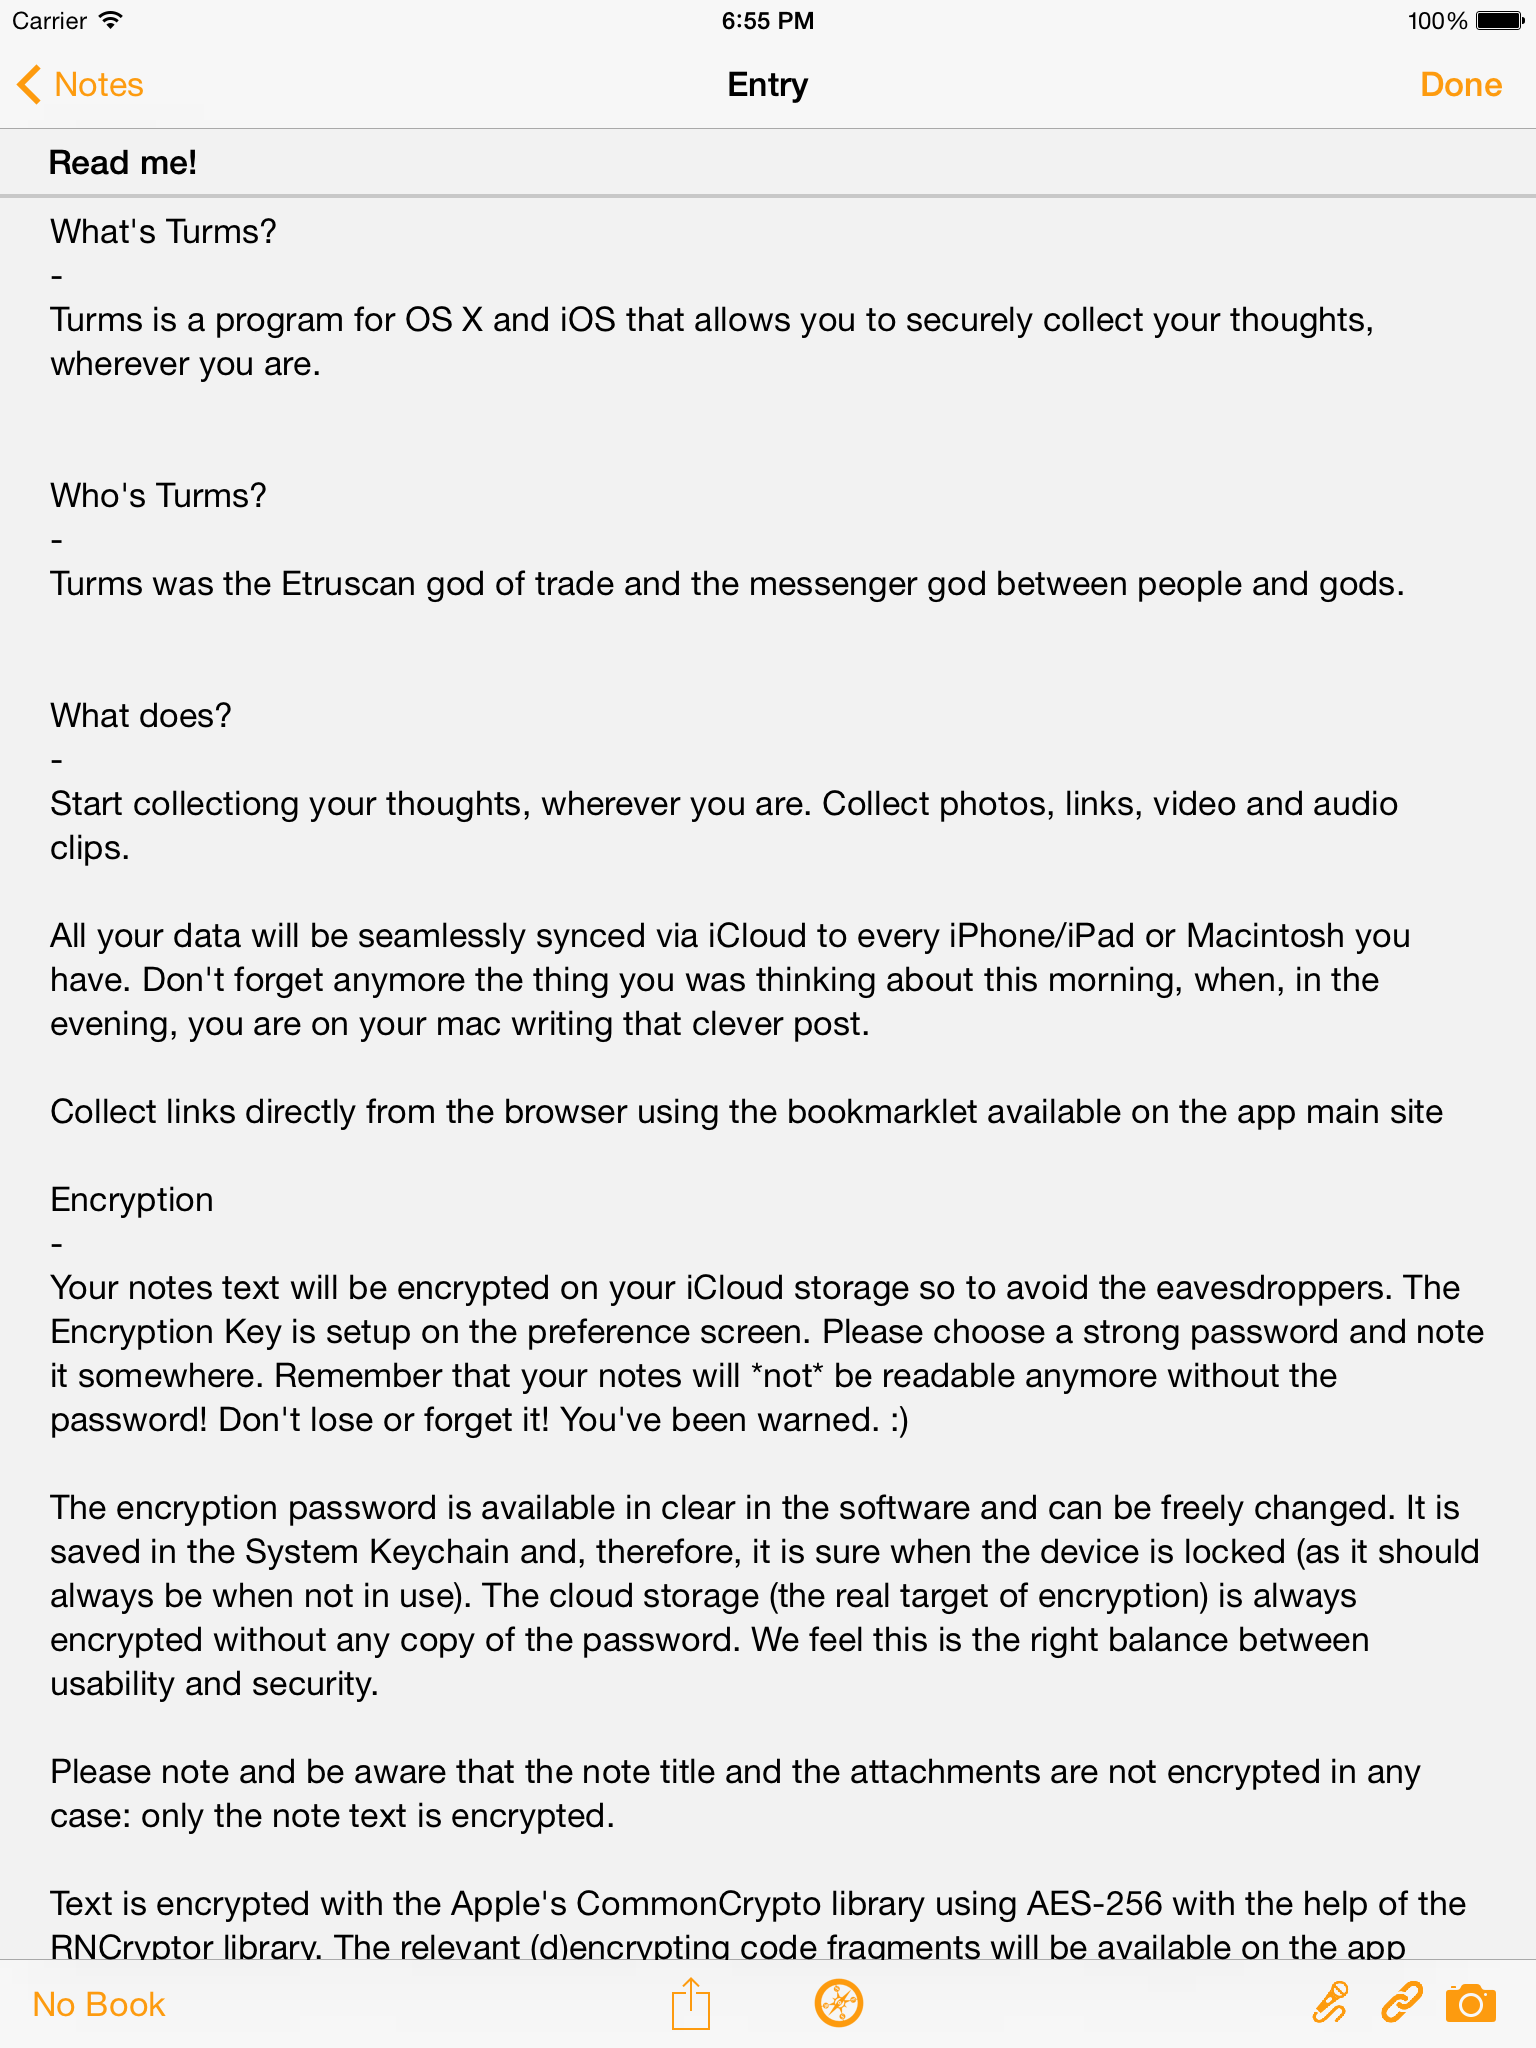 Carrier 6:55 PM 100%
Notes Entry Done
Read me!
What's Turms?
-
Turms is a program for OS X and iOS that allows you to securely collect your thoughts,
wherever you are.
Who's Turms?
-
Turms was the Etruscan god of trade and the messenger god between people and gods.
What does?
-
Start collectiong your thoughts, wherever you are. Collect photos, links, video and audio
clips.
All your data will be seamlessly synced via iCloud to every iPhone/iPad or Macintosh you
have. Don't forget anymore the thing you was thinking about this morning, when, in the
evening, you are on your mac writing that clever post.
Collect links directly from the browser using the bookmarklet available on the app main site
Encryption
-
Your notes text will be encrypted on your iCloud storage so to avoid the eavesdroppers. The
Encryption Key is setup on the preference screen. Please choose a strong password and note
it somewhere. Remember that your notes will *not* be readable anymore without the
password! Don't lose or forget it! You've been warned. :)
The encryption password is available in clear in the software and can be freely changed. It is
saved in the System Keychain and, therefore, it is sure when the device is locked (as it should
always be when not in use). The cloud storage (the real target of encryption) is always
encrypted without any copy of the password. We feel this is the right balance between
usability and security.
Please note and be aware that the note title and the attachments are not encrypted in any
case: only the note text is encrypted.
Text is encrypted with the Apple's CommonCrypto library using AES-256 with the help of the
RNCryptor library. The relevant (d)encrypting code fragments will be available on the app
No Book